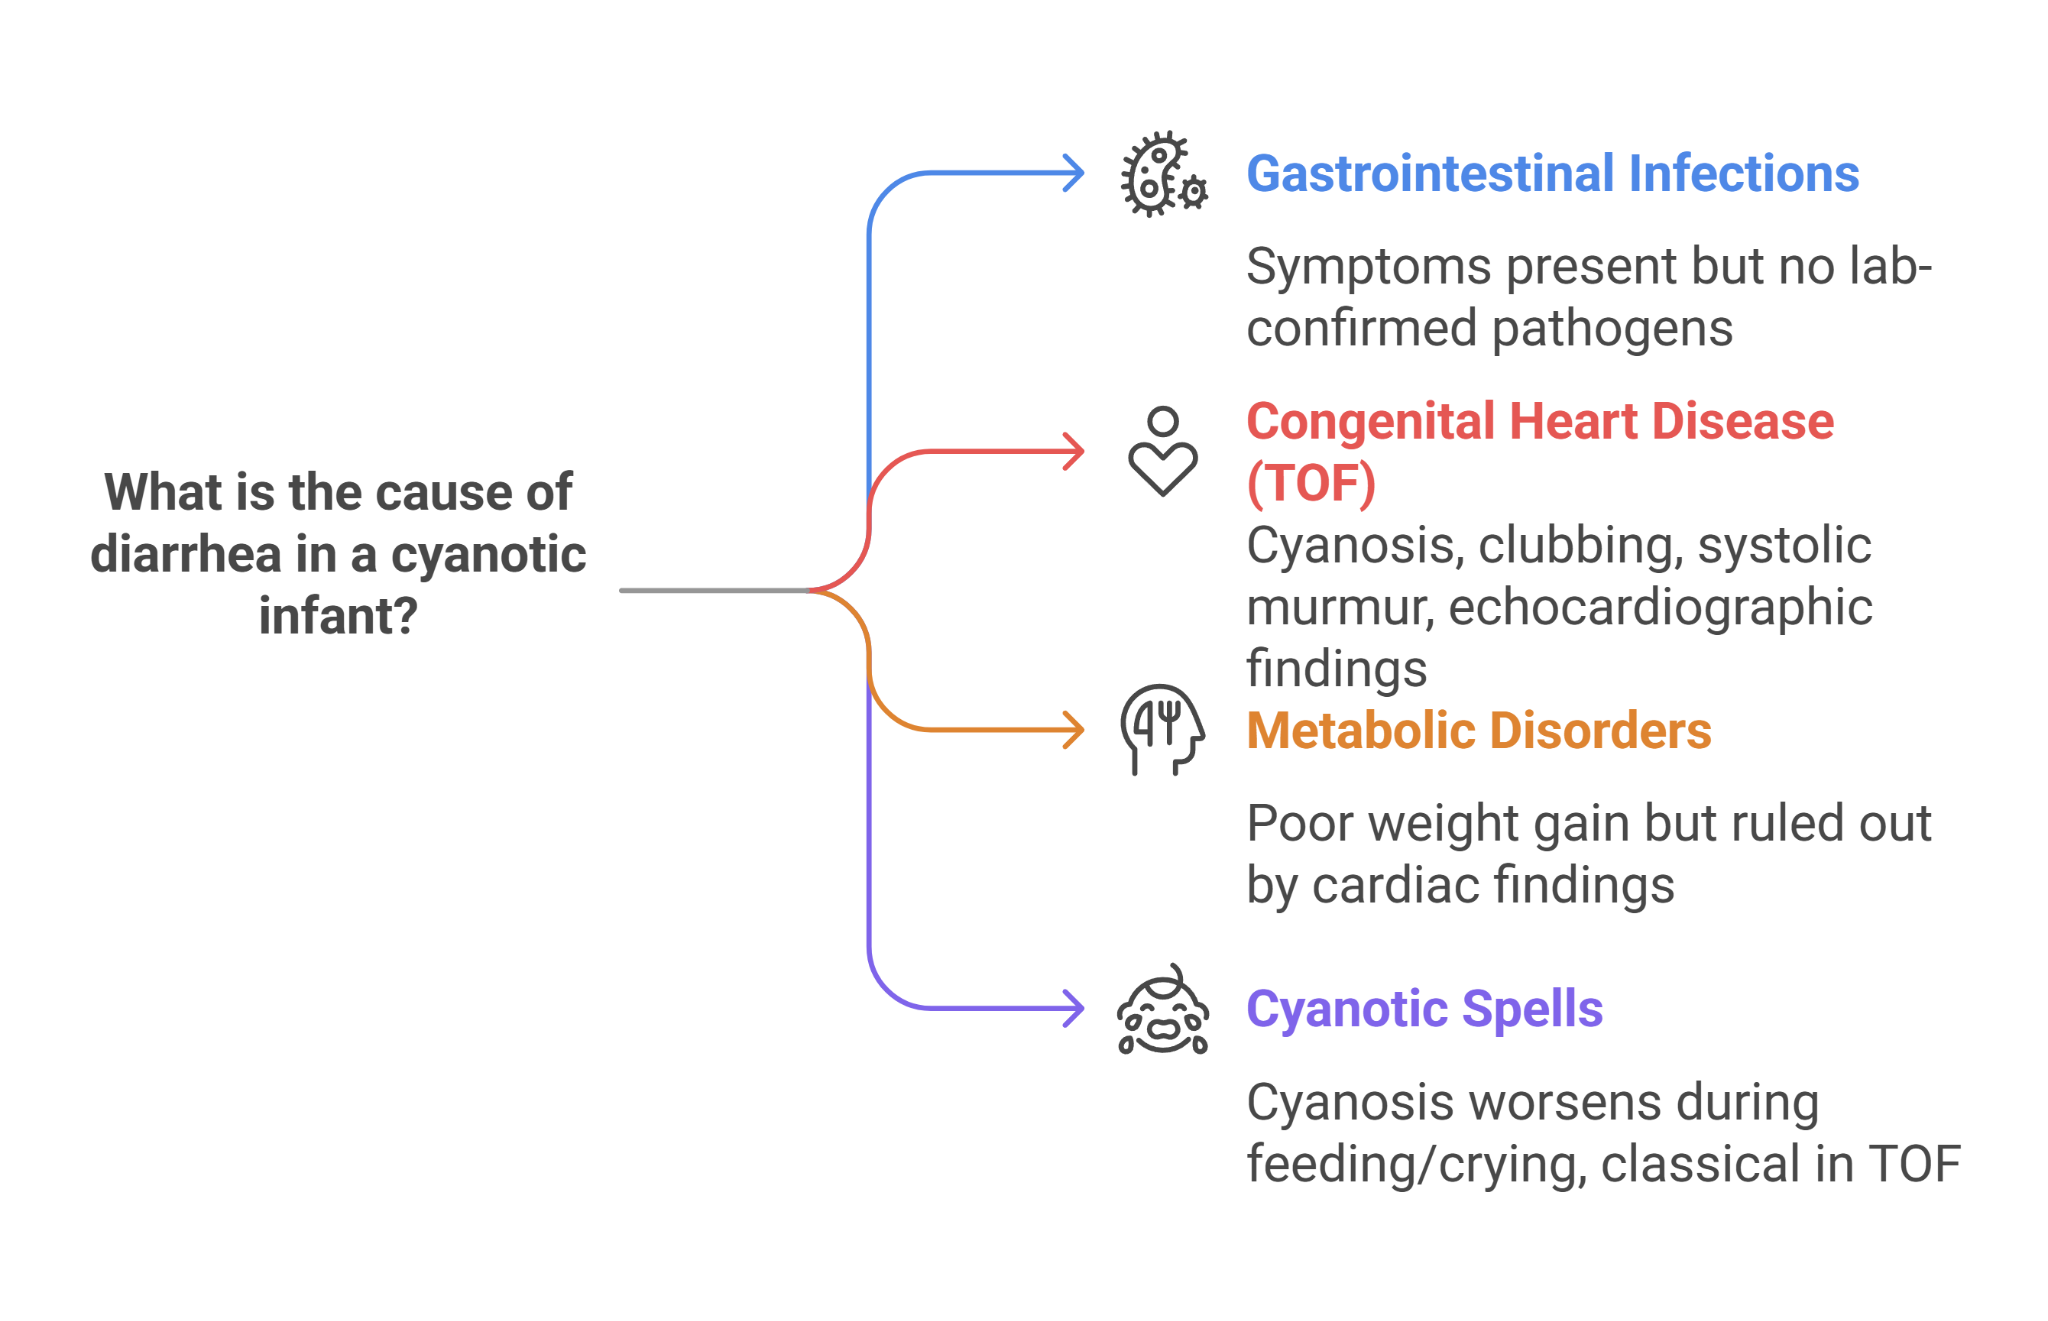 What is the cause of
diarrhea in a cyanotic
infant?
Gastrointestinal Infections
Symptoms present but no lab-
confirmed pathogens
Congenital Heart Disease
(TOF)
Cyanosis, clubbing, systolic
murmur, echocardiographic
findings
Metabolic Disorders
Poor weight gain but ruled out
by cardiac findings
Cyanotic Spells
Cyanosis worsens during
feeding/crying, classical in TOF